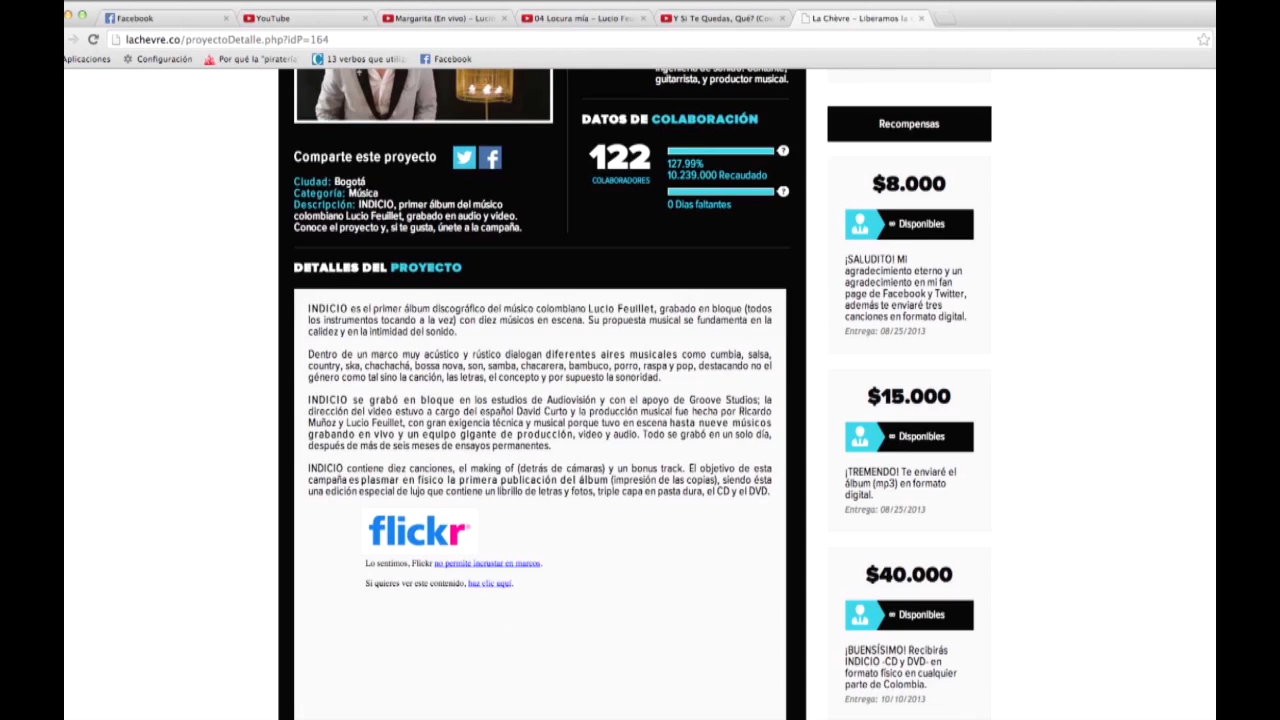 Facebook
YouTube
Margarita (En vivo) – Lucio
04 Locura mía – Lucio Feu
Y Si Te Quedas, Qué? (Co
La Chèvre – Liberamos la
lachevre.co/proyectoDetalle.php?idP=164
Aplicaciones
Configuración
Por qué la "piratería
13 verbos que utili
Facebook
guitarrista, y productor musical.
DATOS DE COLABORACIÓN
122
COLABORADORES
127.99%
10.239.000 Recaudado
0 Días faltantes
?
?
Comparte este proyecto
Ciudad: Bogotá
Categoría: Música
Descripción: INDICIO, primer álbum del músico
colombiano Lucio Feuillet, grabado en audio y video.
Conoce el proyecto y, si te gusta, únete a la campaña.
DETALLES DEL PROYECTO
INDICIO es el primer álbum discográfico del músico colombiano Lucio Feuillet, grabado en bloque (todos
los instrumentos tocando a la vez) con diez músicos en escena. Su propuesta musical se fundamenta en la
calidez y en la intimidad del sonido.
Dentro de un marco muy acústico y rústico dialogan diferentes aires musicales como cumbia, salsa,
country, ska, chachachá, bossa nova, son, samba, chacarera, bambuco, porro, raspa y pop, destacando no el
género como tal sino la canción, las letras, el concepto y por supuesto la sonoridad.
INDICIO se grabó en bloque en los estudios de Audiovisión y con el apoyo de Groove Studios; la
dirección del video estuvo a cargo del español David Curto y la producción musical fue hecha por Ricardo
Muñoz y Lucio Feuillet, con gran exigencia técnica y musical porque tuvo en escena hasta nueve músicos
grabando en vivo y un equipo gigante de producción, video y audio. Todo se grabó en un solo día,
después de más de seis meses de ensayos permanentes.
INDICIO contiene diez canciones, el making of (detrás de cámaras) y un bonus track. El objetivo de esta
campaña es plasmar en físico la primera publicación del álbum (impresión de las copias), siendo ésta
una edición especial de lujo que contiene un librillo de letras y fotos, triple capa en pasta dura, el CD y el DVD.
flickr
Lo sentimos, Flickr no permite incrustar en marcos.
Si quieres ver este contenido, haz clic aquí.
Recompensas
$8.000
∞ Disponibles
¡SALUDITO! Mi
agradecimiento eterno y un
agradecimiento en mi fan
page de Facebook y Twitter,
además te enviaré tres
canciones en formato digital.
Entrega: 08/25/2013
$15.000
∞ Disponibles
¡TREMENDO! Te enviaré el
álbum (mp3) en formato
digital.
Entrega: 08/25/2013
$40.000
∞ Disponibles
¡BUENSÍSIMO! Recibirás
INDICIO -CD y DVD- en
formato físico en cualquier
parte de Colombia.
Entrega: 10/10/2013